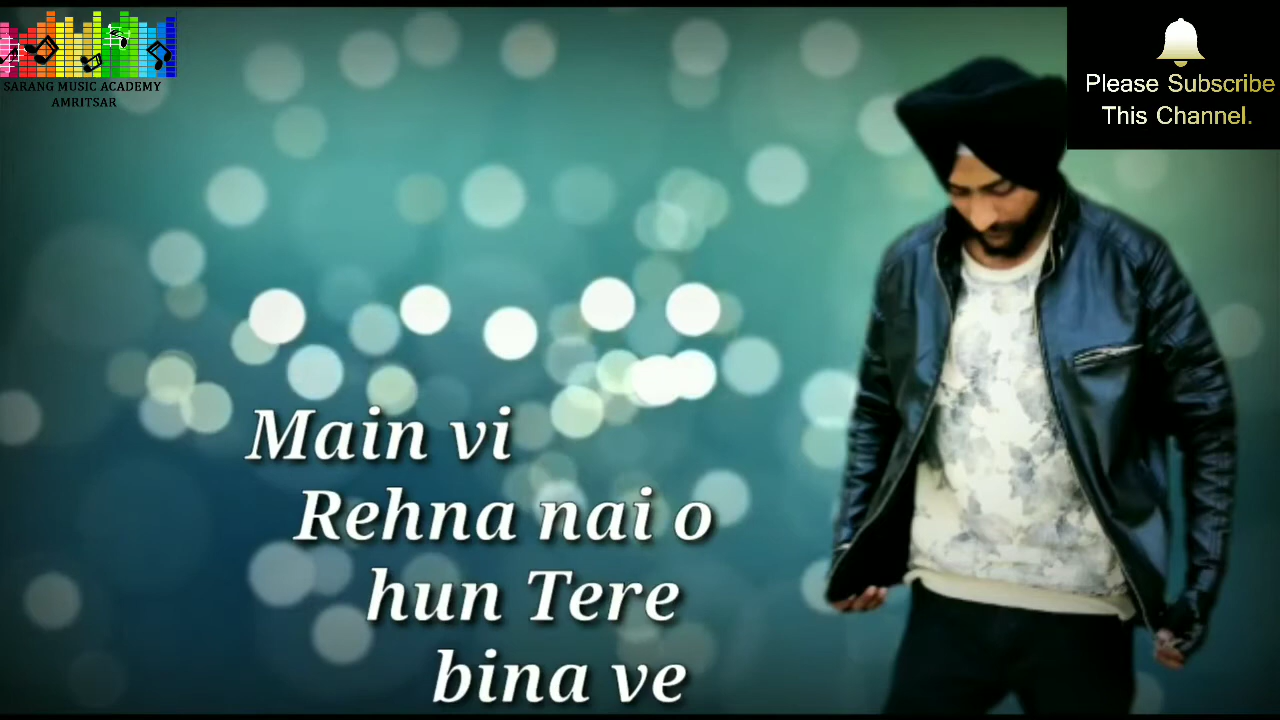 SARANG MUSIC ACADEMY
AMRITSAR
Please Subscribe
This Channel.
Main vi
Rehna nai o
hun Tere
bina ve